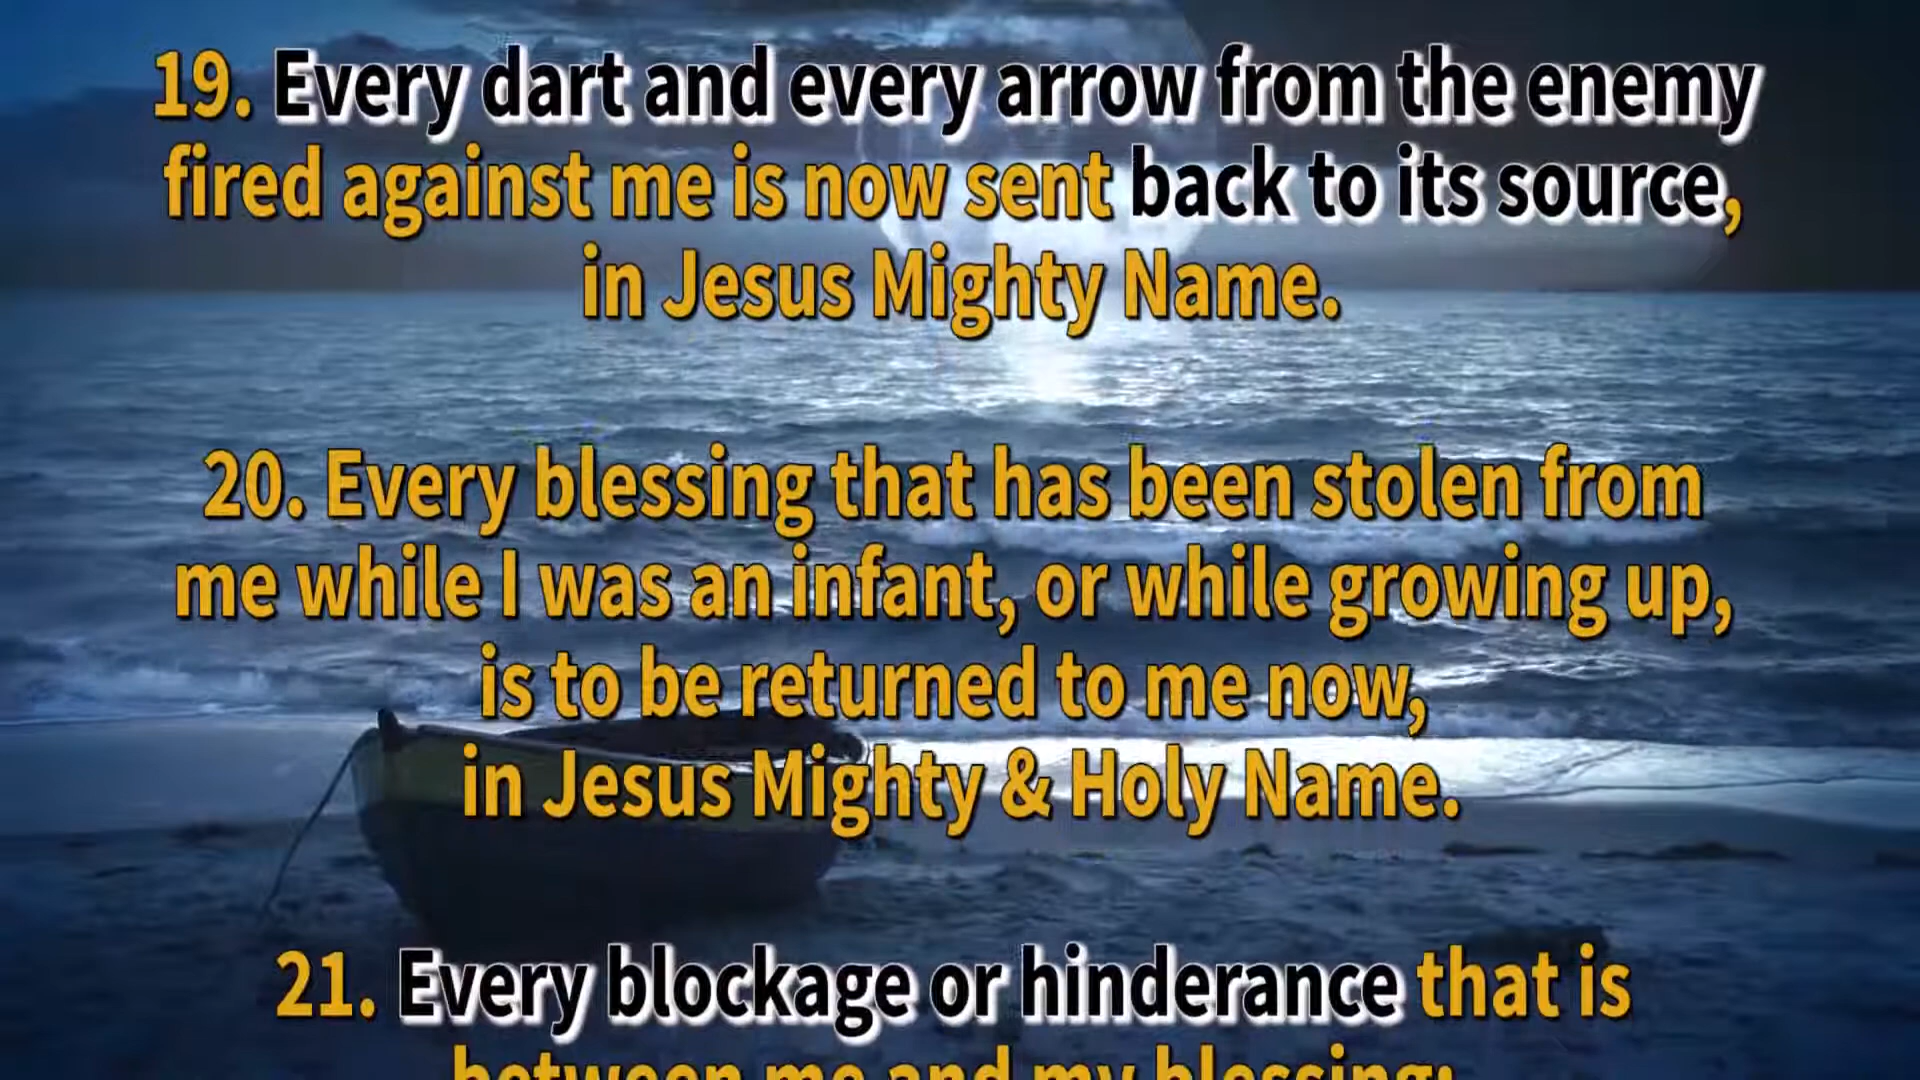 19. Every dart and every arrow from the enemy
fired against me is now sent back to its source,
in Jesus Mighty Name.
20. Every blessing that has been stolen from
me while I was an infant, or while growing up,
is to be returned to me now,
in Jesus Mighty & Holy Name.
21. Every blockage or hinderance that is
between me and my blessing;